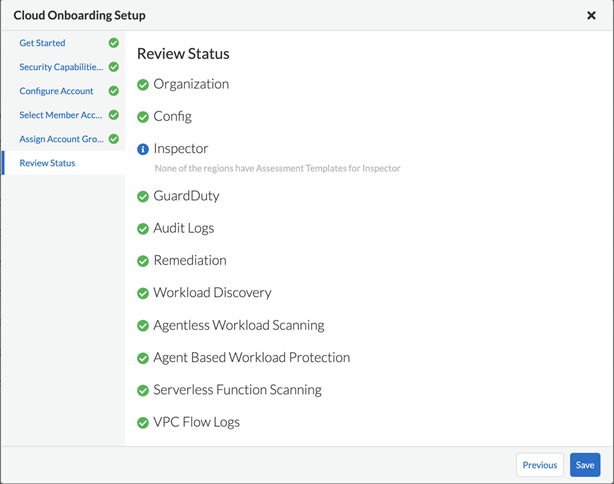 Cloud Onboarding Setup
Get Started
Security Capabilitie...
Configure Account
Select Member Acc...
Assign Account Gro...
Review Status
Review Status
Organization
Config
Inspector
None of the regions have Assessment Templates for Inspector
GuardDuty
Audit Logs
Remediation
Workload Discovery
Agentless Workload Scanning
Agent Based Workload Protection
Serverless Function Scanning
VPC Flow Logs
Previous
Save